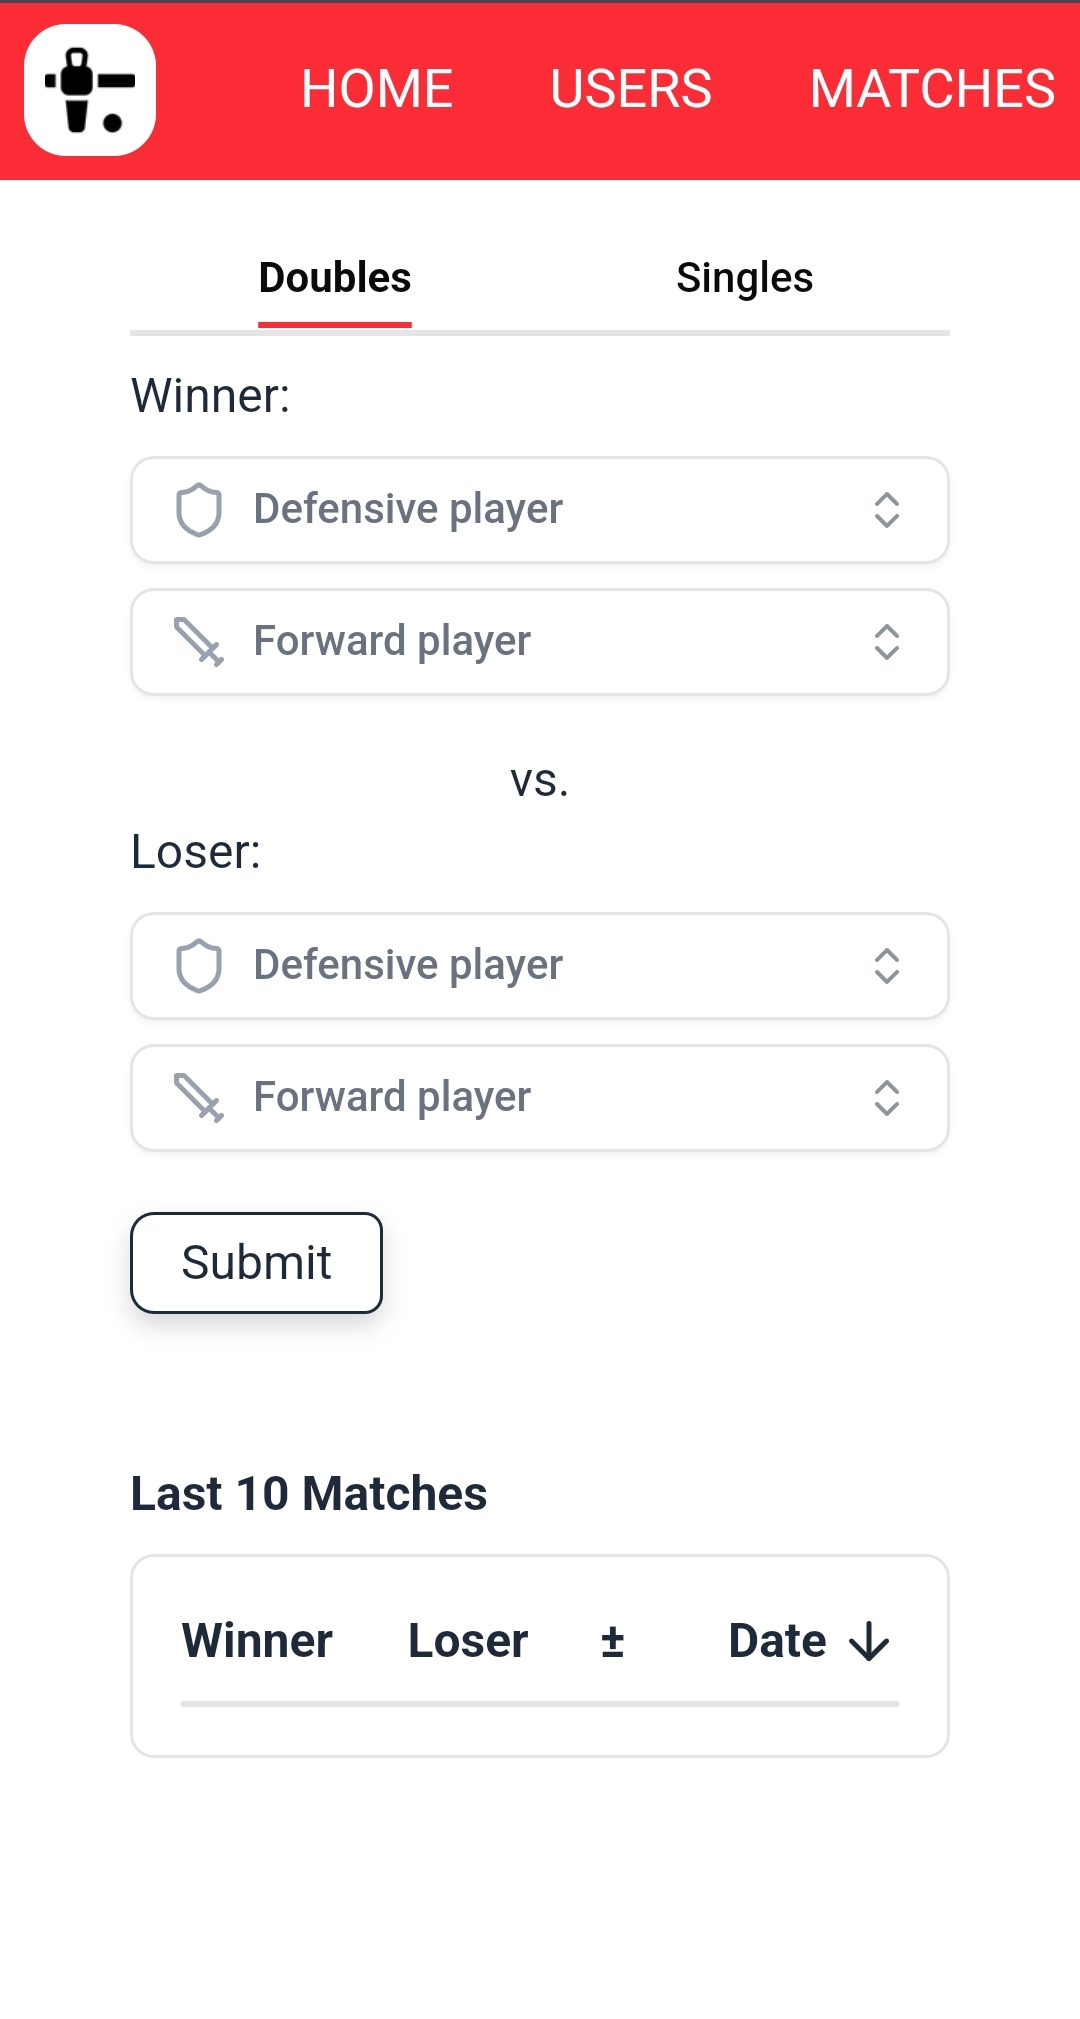 HOME USERS MATCHES
Doubles Singles
Winner:
Defensive player
Forward player
vs.
Loser:
Defensive player
Forward player
Submit
Last 10 Matches
Winner Loser ± Date ↓